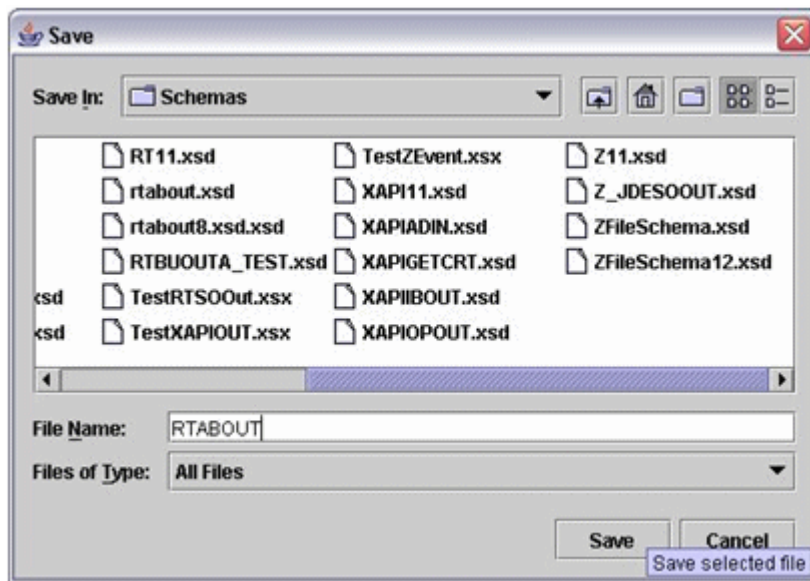 Save
Save In: Schemas
RT11.xsd TestZEvent.xsx Z11.xsd
rtabout.xsd XAPI11.xsd Z_JDESOOUT.xsd
rtabout8.xsd.xsd XAPIADIN.xsd ZFileSchema.xsd
RTBUOUTA_TEST.xsd XAPIGETCRT.xsd ZFileSchema12.xsd
xsd TestRTSOOut.xsx XAPIIBOUT.xsd
xsd TestXAPIOUT.xsx XAPIOPOUT.xsd
File Name: RTABOUT
Files of Type: All Files
Save Cancel
Save selected file